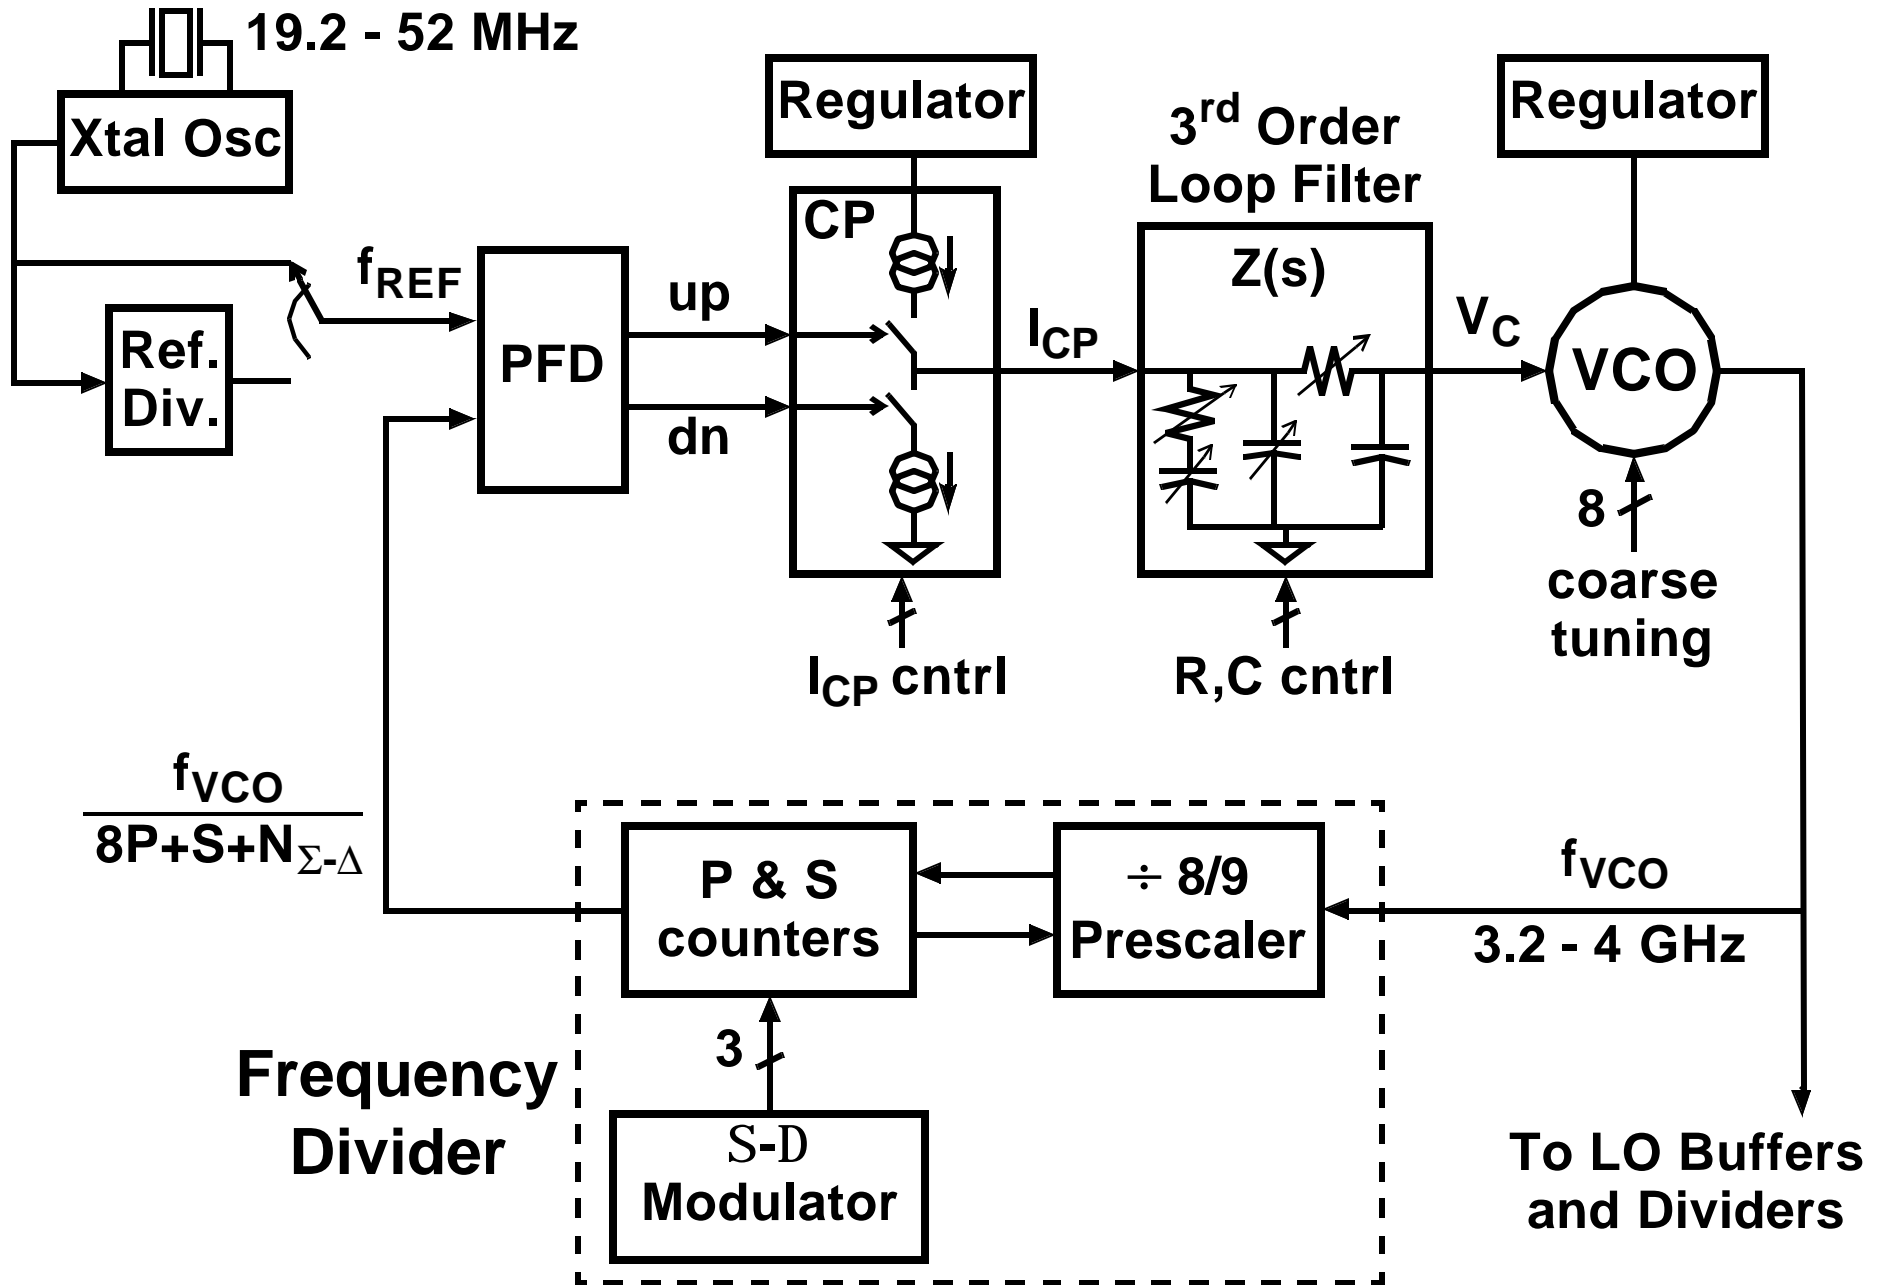 19.2 - 52 MHz
Xtal Osc
Regulator
3rd Order
Loop Filter
Regulator
CP
Z(s)
fREF
up
ICP
VC
Ref.
Div.
PFD
VCO
dn
8
coarse
tuning
ICP cntrl
R,C cntrl
fVCO
8P+S+NΣ-Δ
P & S
counters
÷ 8/9
Prescaler
fVCO
3.2 - 4 GHz
3
Frequency
Divider
S-D
Modulator
To LO Buffers
and Dividers